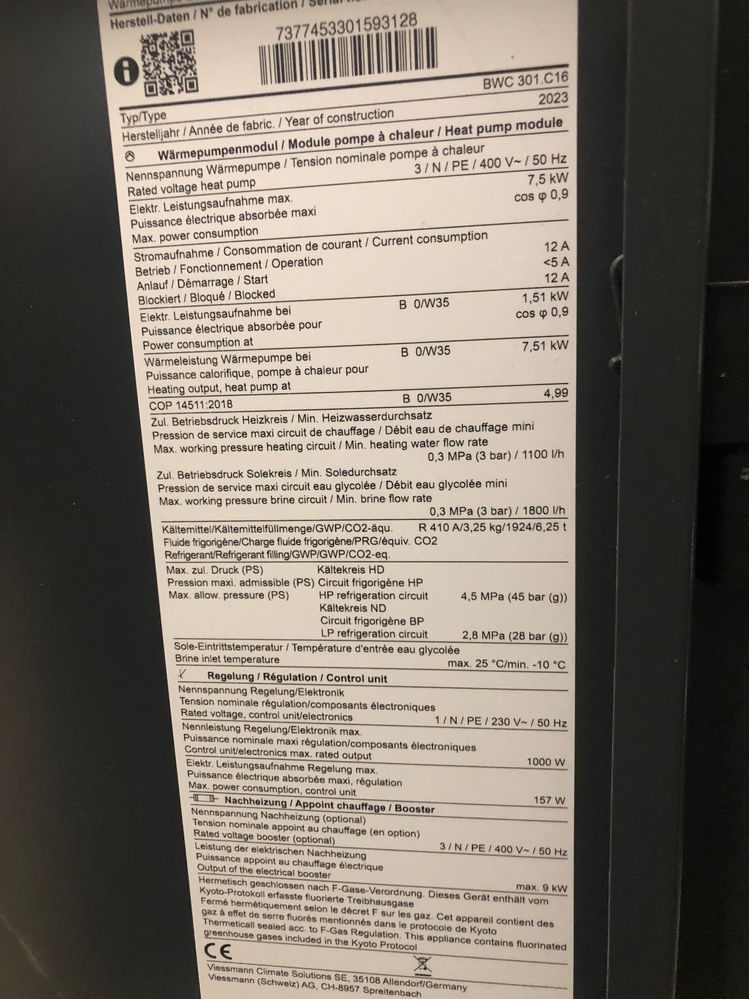 Herstell-Daten / N° de fabrication /
7377453301593128
Typ/Type BWC 301.C16
Herstelljahr / Année de fabric. / Year of construction 2023
Wärmepumpenmodul / Module pompe à chaleur / Heat pump module
Nennspannung Wärmepumpe / Tension nominale pompe à chaleur
Rated voltage heat pump 3 / N / PE / 400 V~ / 50 Hz
Elektr. Leistungsaufnahme max. 7,5 kW
Puissance électrique absorbée maxi cos φ 0,9
Max. power consumption
Stromaufnahme / Consommation de courant / Current consumption
Betrieb / Fonctionnement / Operation 12 A
Anlauf / Démarrage / Start <5 A
Blockiert / Bloqué / Blocked 12 A
Elektr. Leistungsaufnahme bei B 0/W35 1,51 kW
Puissance électrique absorbée pour cos φ 0,9
Power consumption at
Wärmeleistung Wärmepumpe bei B 0/W35 7,51 kW
Puissance calorifique, pompe à chaleur pour
Heating output, heat pump at
COP 14511:2018 B 0/W35 4,99
Zul. Betriebsdruck Heizkreis / Min. Heizwasserdurchsatz
Pression de service maxi circuit de chauffage / Débit eau de chauffage mini
Max. working pressure heating circuit / Min. heating water flow rate
0,3 MPa (3 bar) / 1100 l/h
Zul. Betriebsdruck Solekreis / Min. Soledurchsatz
Pression de service maxi circuit eau glycolée / Débit eau glycolée mini
Max. working pressure brine circuit / Min. brine flow rate
0,3 MPa (3 bar) / 1800 l/h
Kältemittel/Kältemittelfüllmenge/GWP/CO2-äqu. R 410 A/3,25 kg/1924/6,25 t
Fluide frigorigène/Charge fluide frigorigène/PRG/équiv. CO2
Refrigerant/Refrigerant filling/GWP/GWP/CO2-eq.
Max. zul. Druck (PS) Kältekreis HD
Pression maxi. admissible (PS) Circuit frigorigène HP
Max. allow. pressure (PS) HP refrigeration circuit 4,5 MPa (45 bar (g))
Kältekreis ND
Circuit frigorigène BP
LP refrigeration circuit 2,8 MPa (28 bar (g))
Sole-Eintrittstemperatur / Température d'entrée eau glycolée
Brine inlet temperature max. 25 °C/min. -10 °C
Regelung / Régulation / Control unit
Nennspannung Regelung/Elektronik
Tension nominale régulation/composants électroniques
Rated voltage, control unit/electronics 1 / N / PE / 230 V~ / 50 Hz
Nennleistung Regelung/Elektronik max.
Puissance nominale maxi régulation/composants électroniques
Control unit/electronics max. rated output 1000 W
Elektr. Leistungsaufnahme Regelung max.
Puissance électrique absorbée maxi, régulation
Max. power consumption, control unit 157 W
Nachheizung / Appoint chauffage / Booster
Nennspannung Nachheizung (optional)
Tension nominale appoint au chauffage (en option)
Rated voltage booster (optional) 3 / N / PE / 400 V~ / 50 Hz
Leistung der elektrischen Nachheizung
Puissance appoint au chauffage électrique
Output of the electrical booster max. 9 kW
Hermetisch geschlossen nach F-Gase-Verordnung. Dieses Gerät enthält vom
Kyoto-Protokoll erfasste fluorierte Treibhausgase
Fermé hermétiquement selon le décret F sur les gaz. Cet appareil contient des
gaz à effet de serre fluorés mentionnés dans le protocole de Kyoto
Thermeticall sealed acc. to F-Gas Regulation. This appliance contains fluorinated
greenhouse gases included in the Kyoto Protocol
CE
Viessmann Climate Solutions SE, 35108 Allendorf/Germany
Viessmann (Schweiz) AG, CH-8957 Spreitenbach